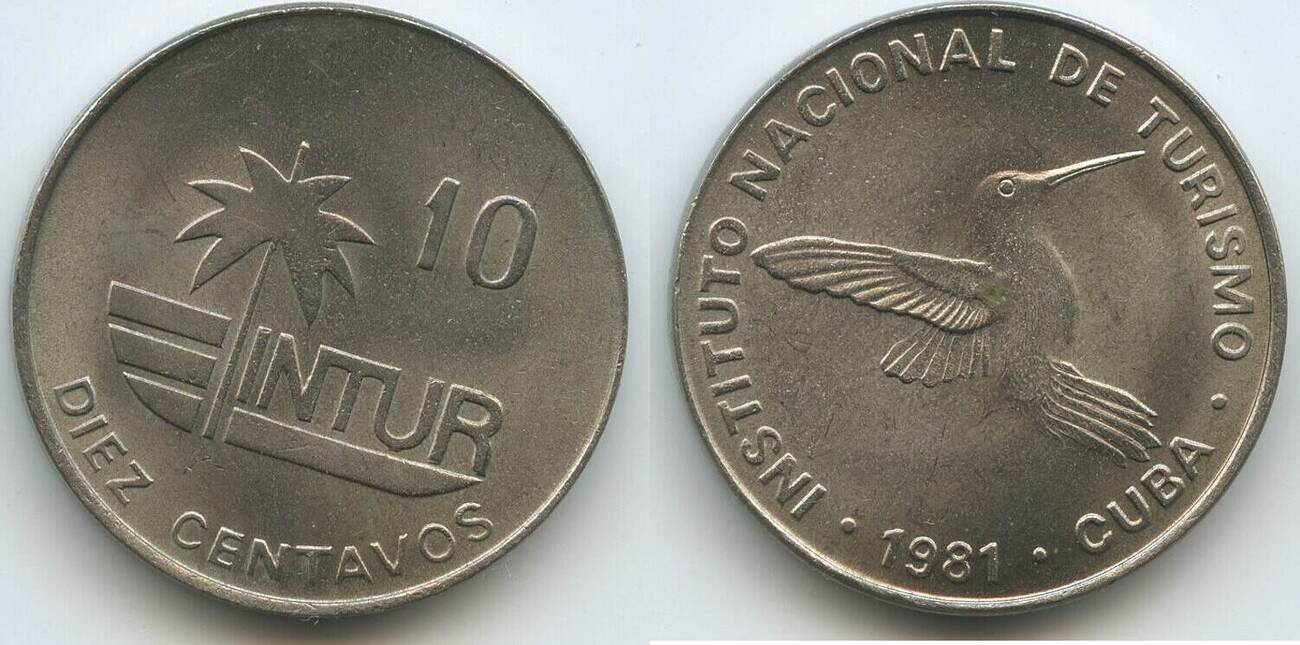 10
INTUR
DIEZ CENTAVOS
INSTITUTO NACIONAL DE TURISMO · CUBA · 1981 ·